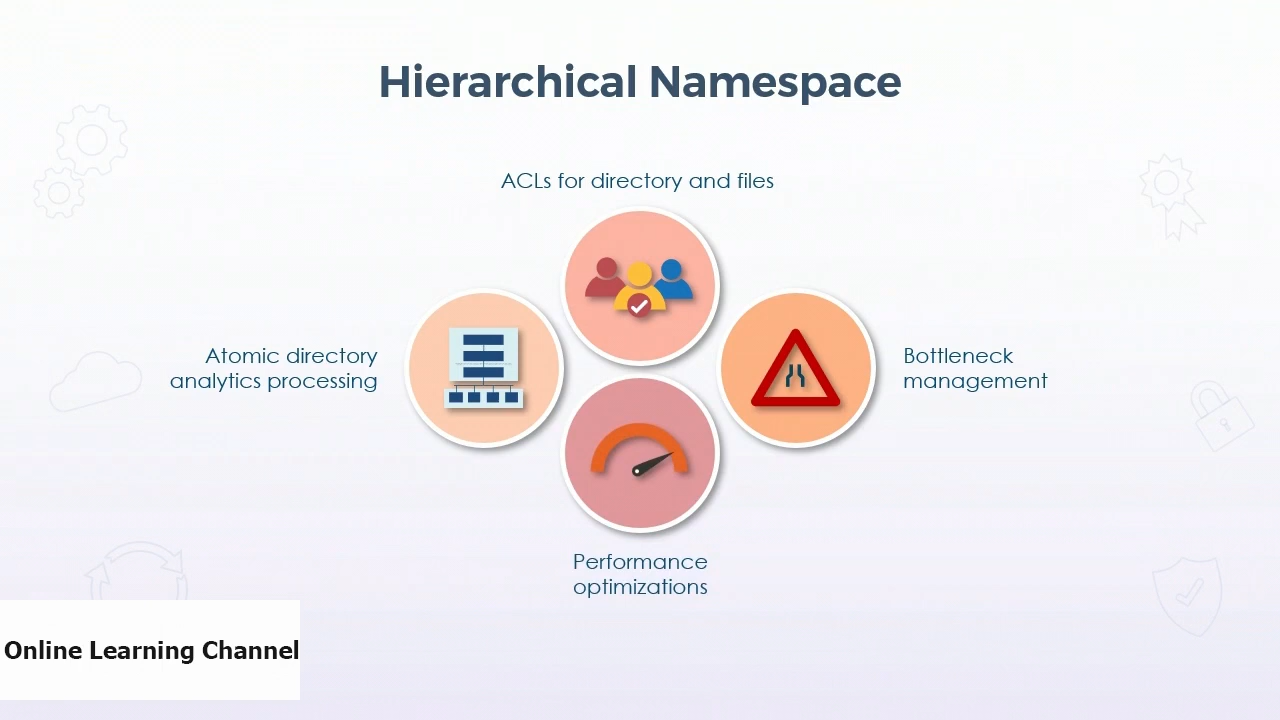 Hierarchical Namespace
ACLs for directory and files
Atomic directory
analytics processing
Bottleneck
management
Performance
optimizations
Online Learning Channel